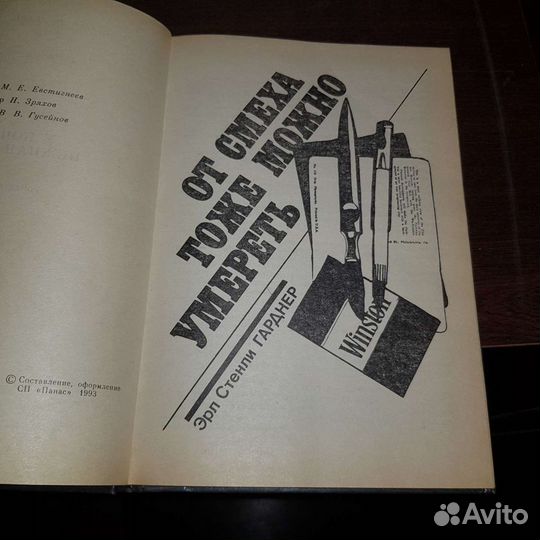 М. Е. Евстигнеев
р П. Зряхов
В В. Гусейнов
© Составление, оформление
СП «Панас» 1993
ОТ СМЕХА
ТОЖЕ МОЖНО
УМЕРЕТЬ
Эрл Стенли ГАРДНЕР
Winston
Avito